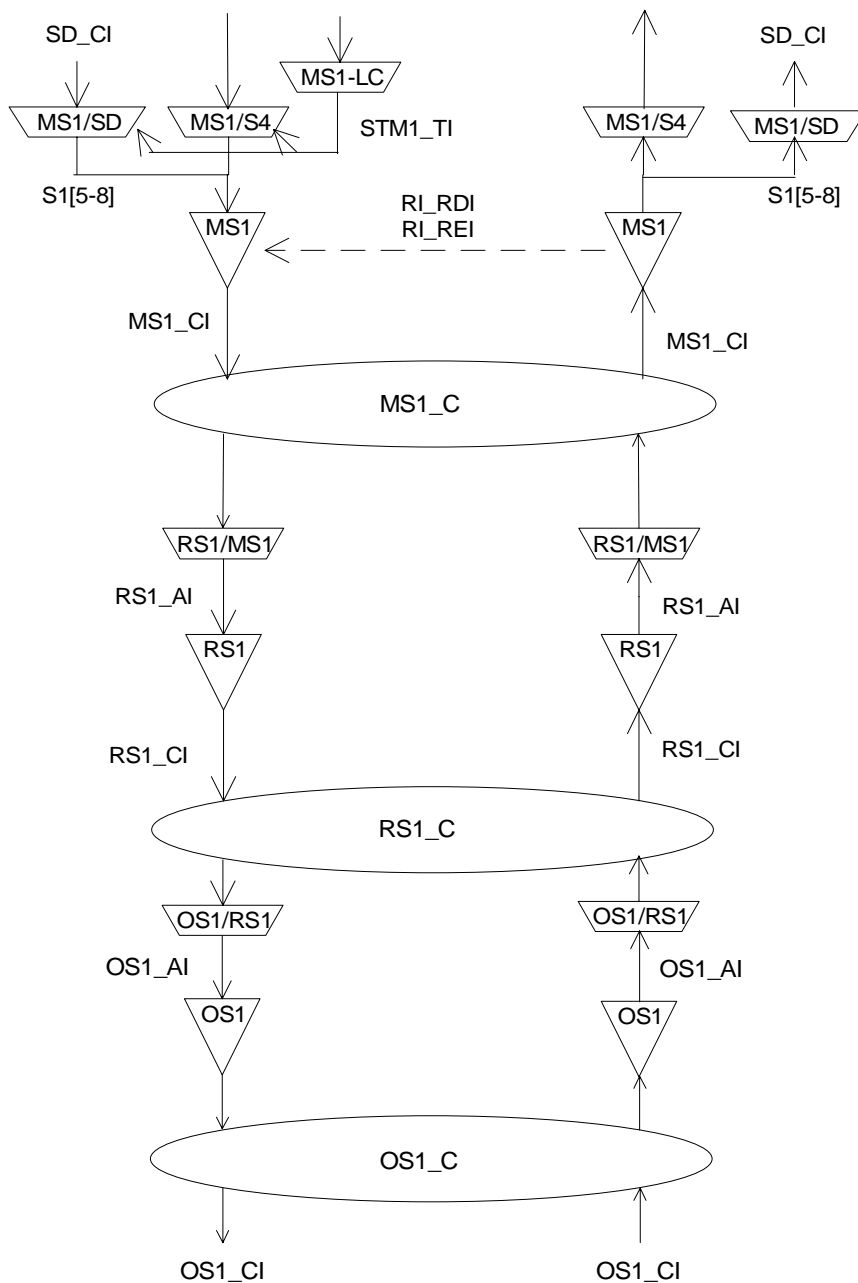 SD_CI
SD_CI
MS1-LC
MS1/SD
MS1/S4
STM1_TI
MS1/S4
MS1/SD
S1[5-8]
RI_RDI
RI_REI
S1[5-8]
MS1
MS1
MS1_CI
MS1_CI
MS1_C
RS1/MS1
RS1/MS1
RS1_AI
RS1_AI
RS1
RS1
RS1_CI
RS1_CI
RS1_C
OS1/RS1
OS1/RS1
OS1_AI
OS1_AI
OS1
OS1
OS1_C
OS1_CI
OS1_CI